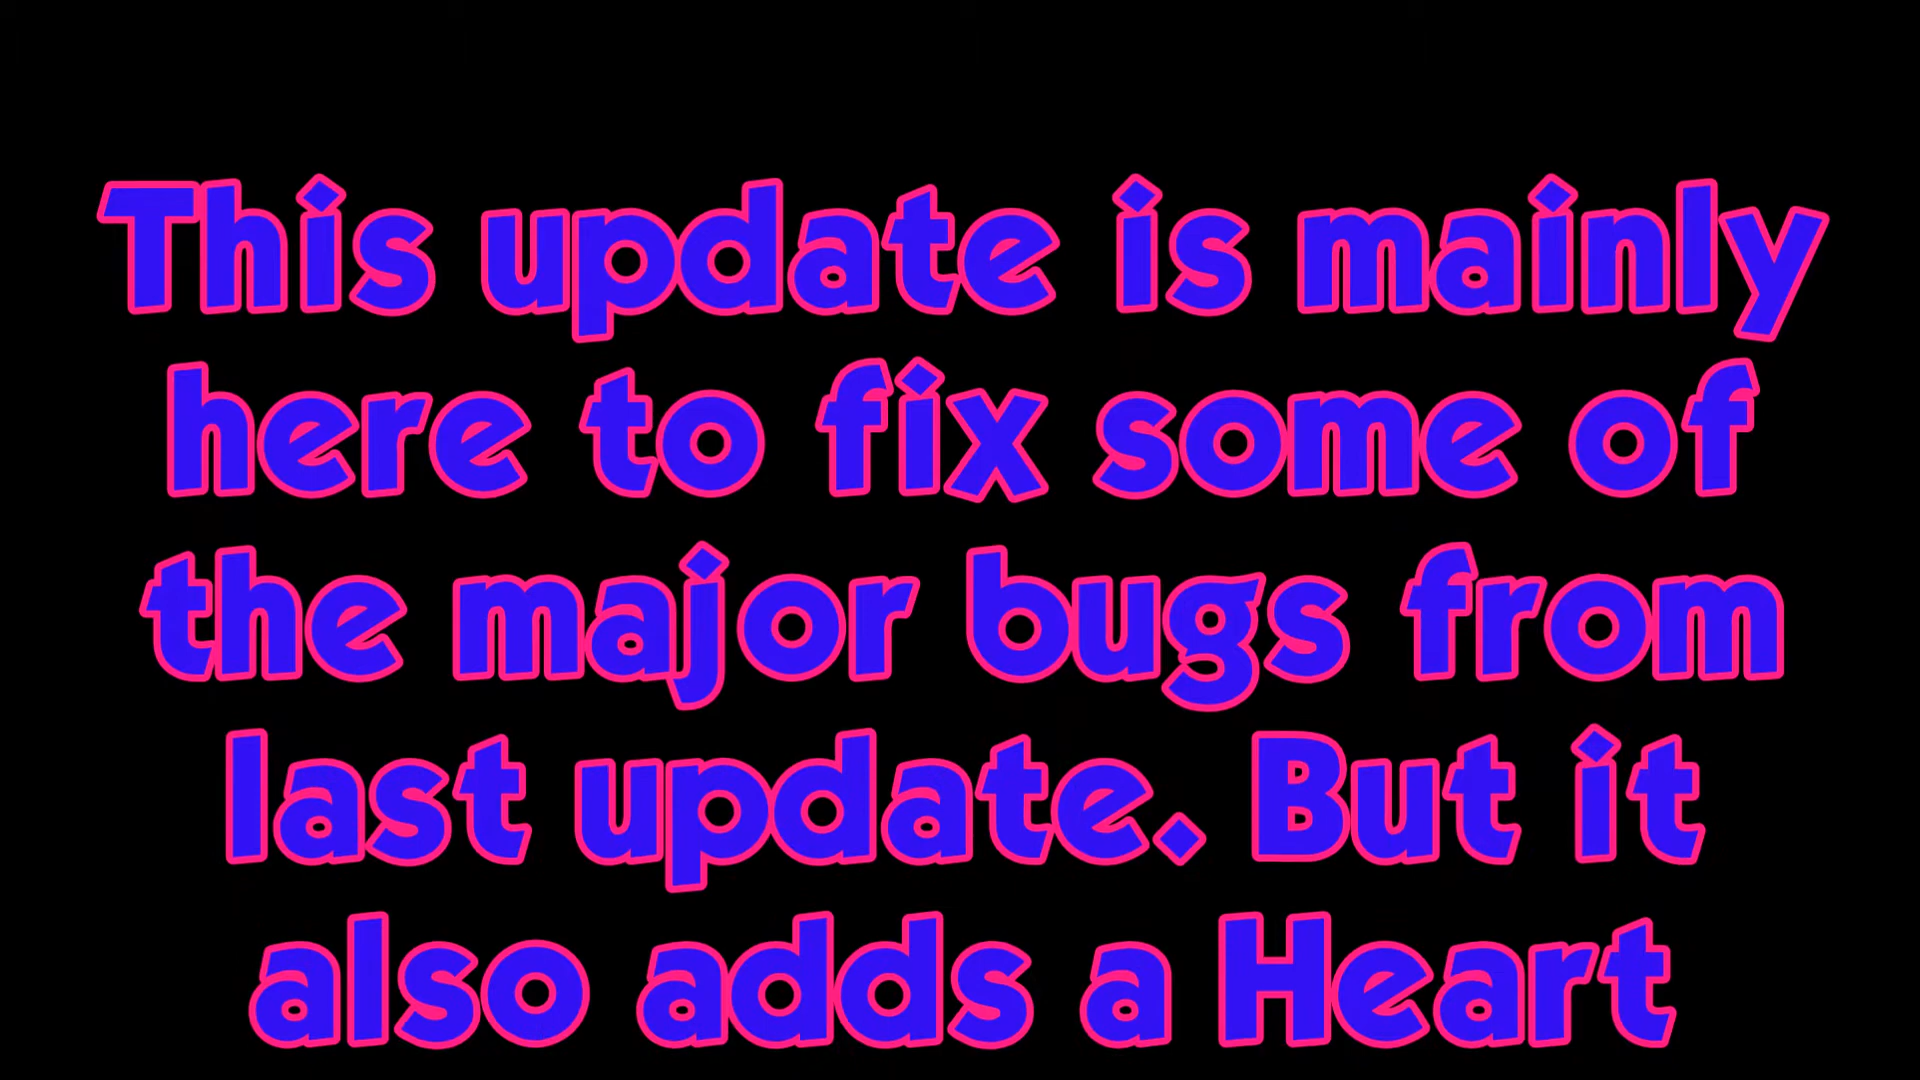 This update is mainly
here to fix some of
the major bugs from
last update. But it
also adds a Heart